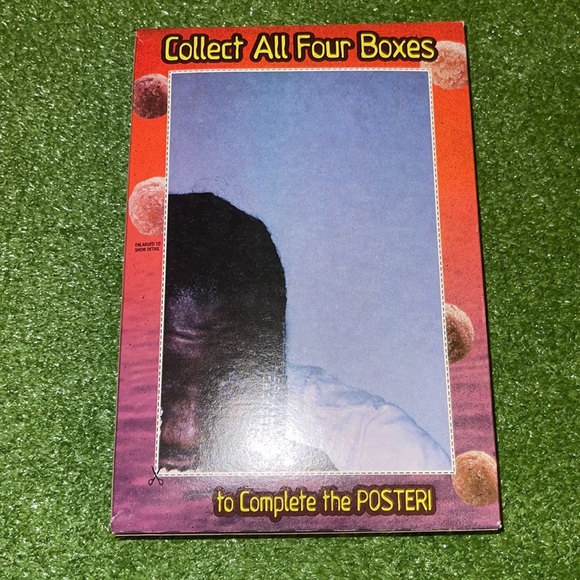 Collect All Four Boxes
ENLARGED TO
SHOW DETAIL
to Complete the POSTER!